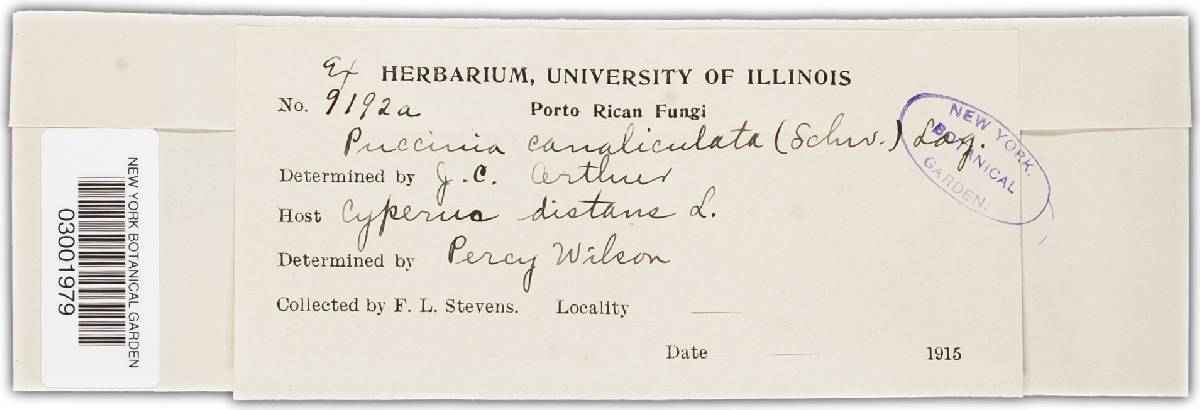 Ex HERBARIUM, UNIVERSITY OF ILLINOIS
No. 9192a Porto Rican Fungi
Puccinia canaliculata (Schw.) Lag.
Determined by J. C. Arthur
Host Cyperus distans L.
Determined by Percy Wilson
Collected by F. L. Stevens. Locality —
Date — 1915
NEW YORK
BOTANICAL
GARDEN.
NEW YORK BOTANICAL GARDEN
03001979